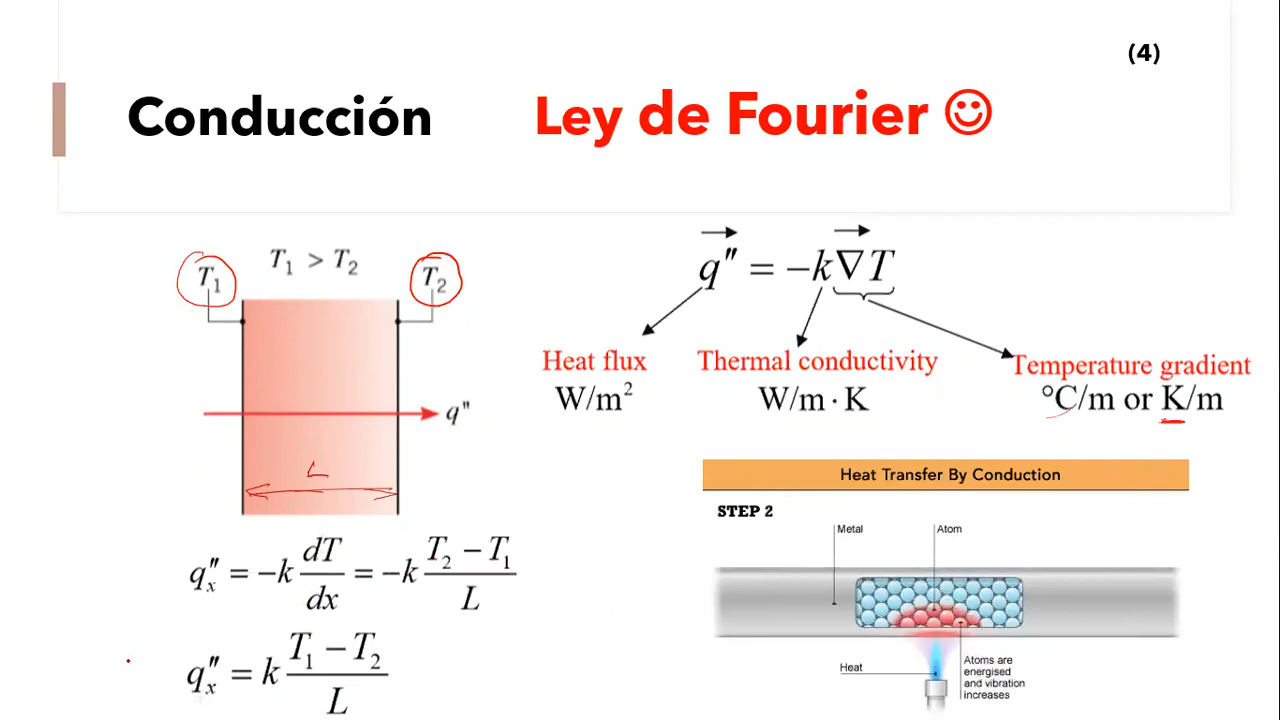 (4)
Conducción Ley de Fourier ☺
T₁ T₁ > T₂ T₂
q"
L
q" = −k∇T
Heat flux
W/m²
Thermal conductivity
W/m · K
Temperature gradient
°C/m or K/m
qₓ" = −k dT/dx = −k (T₂ − T₁)/L
qₓ" = k (T₁ − T₂)/L
Heat Transfer By Conduction
STEP 2
Metal
Atom
Heat
Atoms are
energised
and vibration
increases